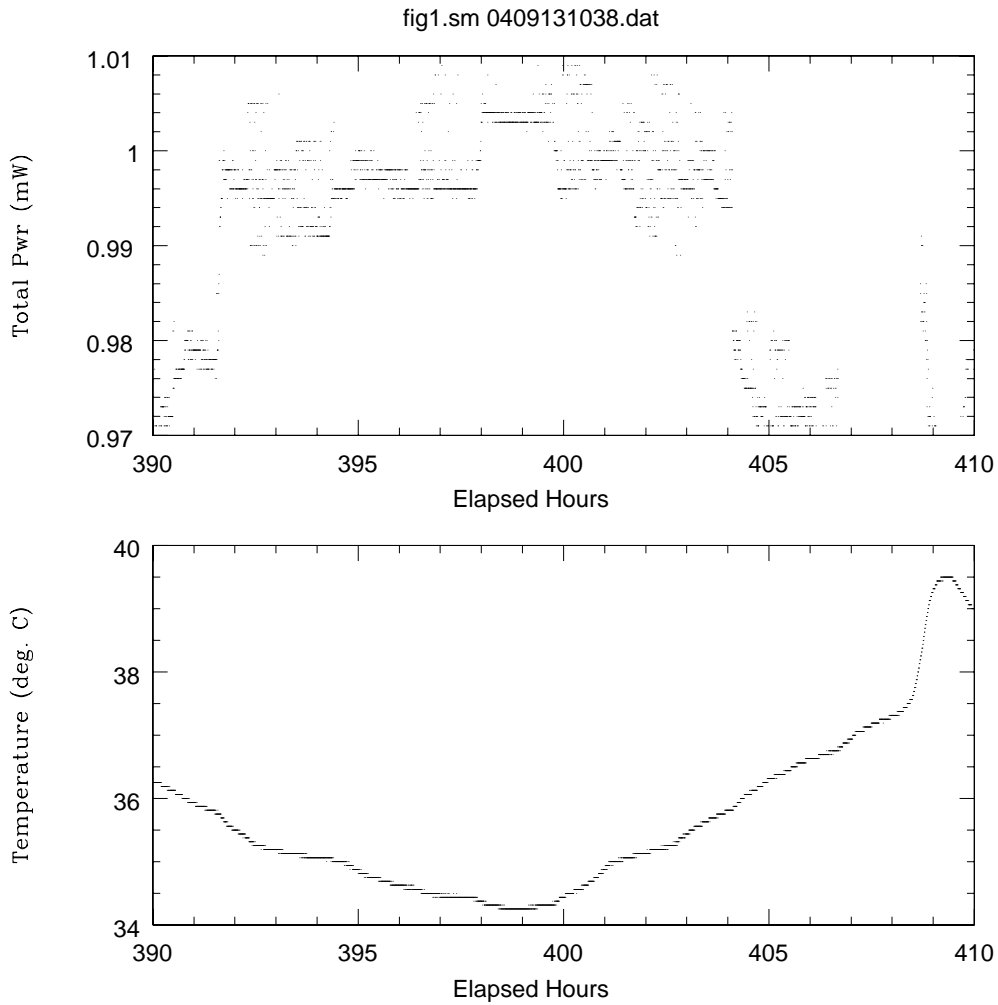 fig1.sm 0409131038.dat
1.01
1
0.99
0.98
0.97
Total Pwr (mW)
390 395 400 405 410
Elapsed Hours
40
38
36
34
Temperature (deg. C)
390 395 400 405 410
Elapsed Hours